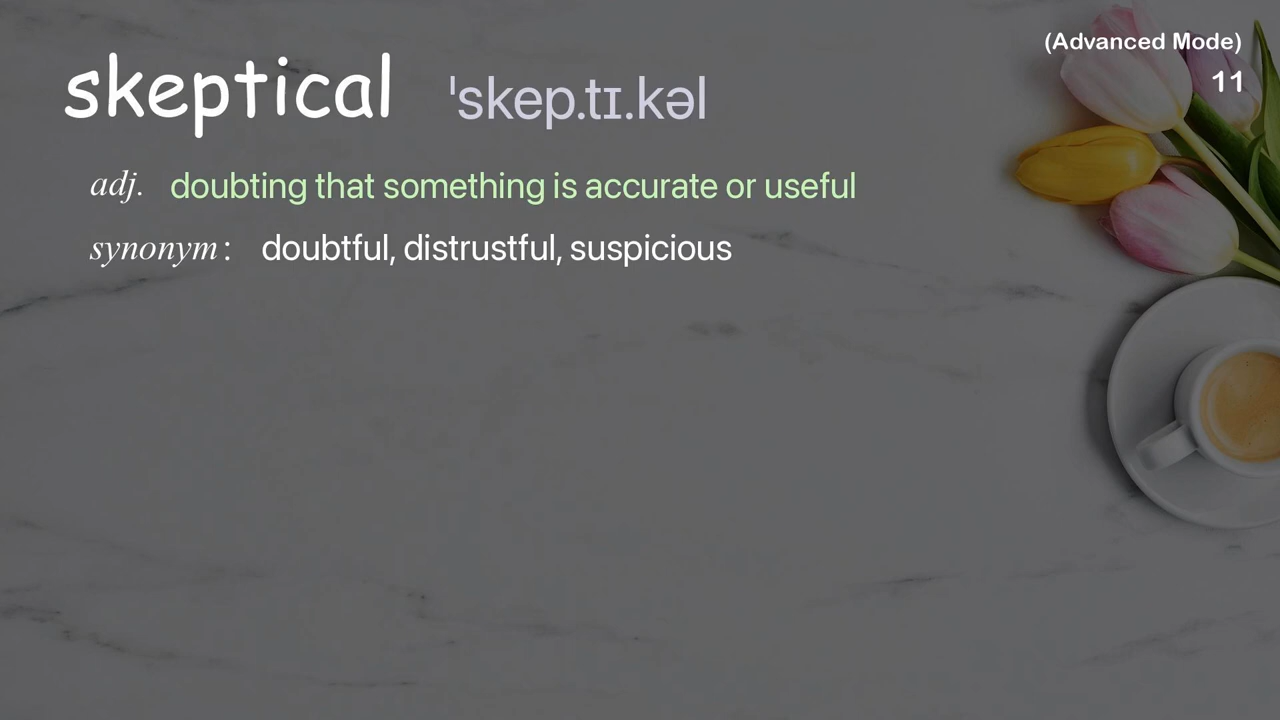 (Advanced Mode)
11
skeptical ˈskep.tɪ.kəl
adj. doubting that something is accurate or useful
synonym: doubtful, distrustful, suspicious